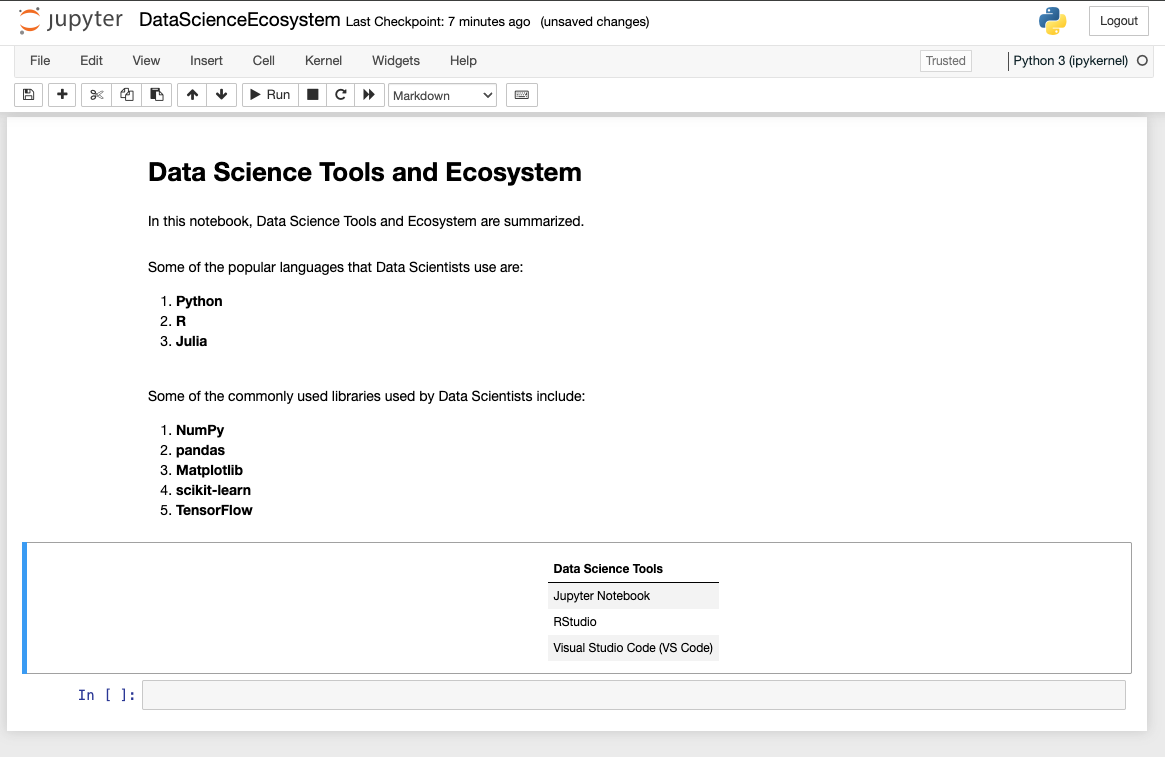 jupyter DataScienceEcosystem Last Checkpoint: 7 minutes ago (unsaved changes) Logout
File Edit View Insert Cell Kernel Widgets Help Trusted Python 3 (ipykernel)
Run Markdown
Data Science Tools and Ecosystem
In this notebook, Data Science Tools and Ecosystem are summarized.
Some of the popular languages that Data Scientists use are:
1. Python
2. R
3. Julia
Some of the commonly used libraries used by Data Scientists include:
1. NumPy
2. pandas
3. Matplotlib
4. scikit-learn
5. TensorFlow
Data Science Tools
Jupyter Notebook
RStudio
Visual Studio Code (VS Code)
In [ ]: